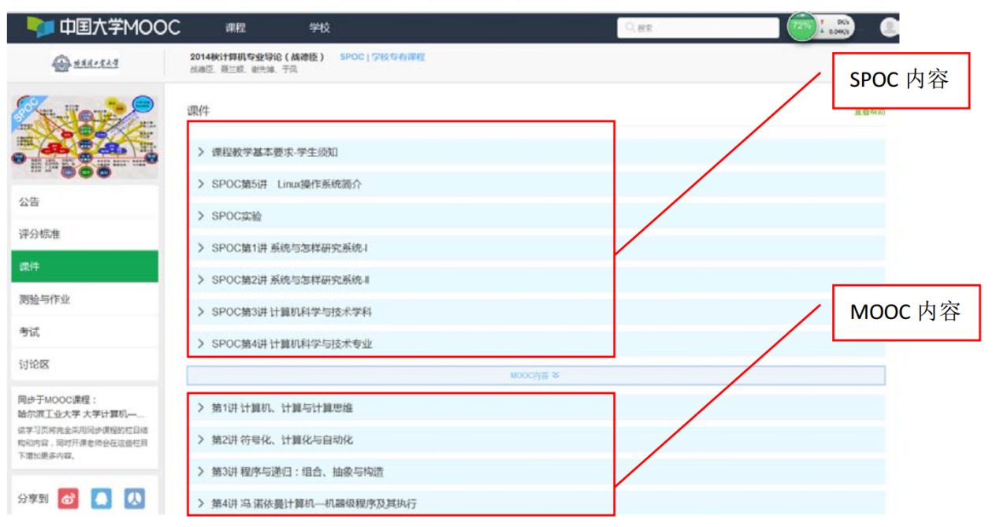 中国大学MOOC 课程 学校 搜索 72% 0K/s
0.04K/s
哈尔滨工业大学
2014秋计算机专业导论(战德臣) SPOC | 学校专有课程
战德臣、聂兰顺、
SPOC 内容
SPOC
课件
查看帮助
课程教学基本要求-学生须知
SPOC第5讲 Linux操作系统简介
SPOC实验
SPOC第1讲 系统与怎样研究系统-I
SPOC第2讲 系统与怎样研究系统-II
SPOC第3讲 计算机科学与技术学科
SPOC第4讲 计算机科学与技术专业
公告
评分标准
课件
测验与作业
考试
讨论区
MOOC 内容
MOOC内容
第1讲 计算机、计算与计算思维
第2讲 符号化、计算化与自动化
第3讲 程序与递归:组合、抽象与构造
第4讲 冯·诺依曼计算机—机器级程序及其执行
同步于MOOC课程:
哈尔滨工业大学 大学计算机—...
该学习页将完全采用同步课程的栏目结
构和内容,同时开课老师会在这些栏目
下增加更多内容。
分享到